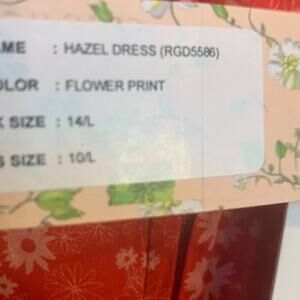 AME : HAZEL DRESS (RGD5586)
OLOR : FLOWER PRINT
K SIZE : 14/L
S SIZE : 10/L